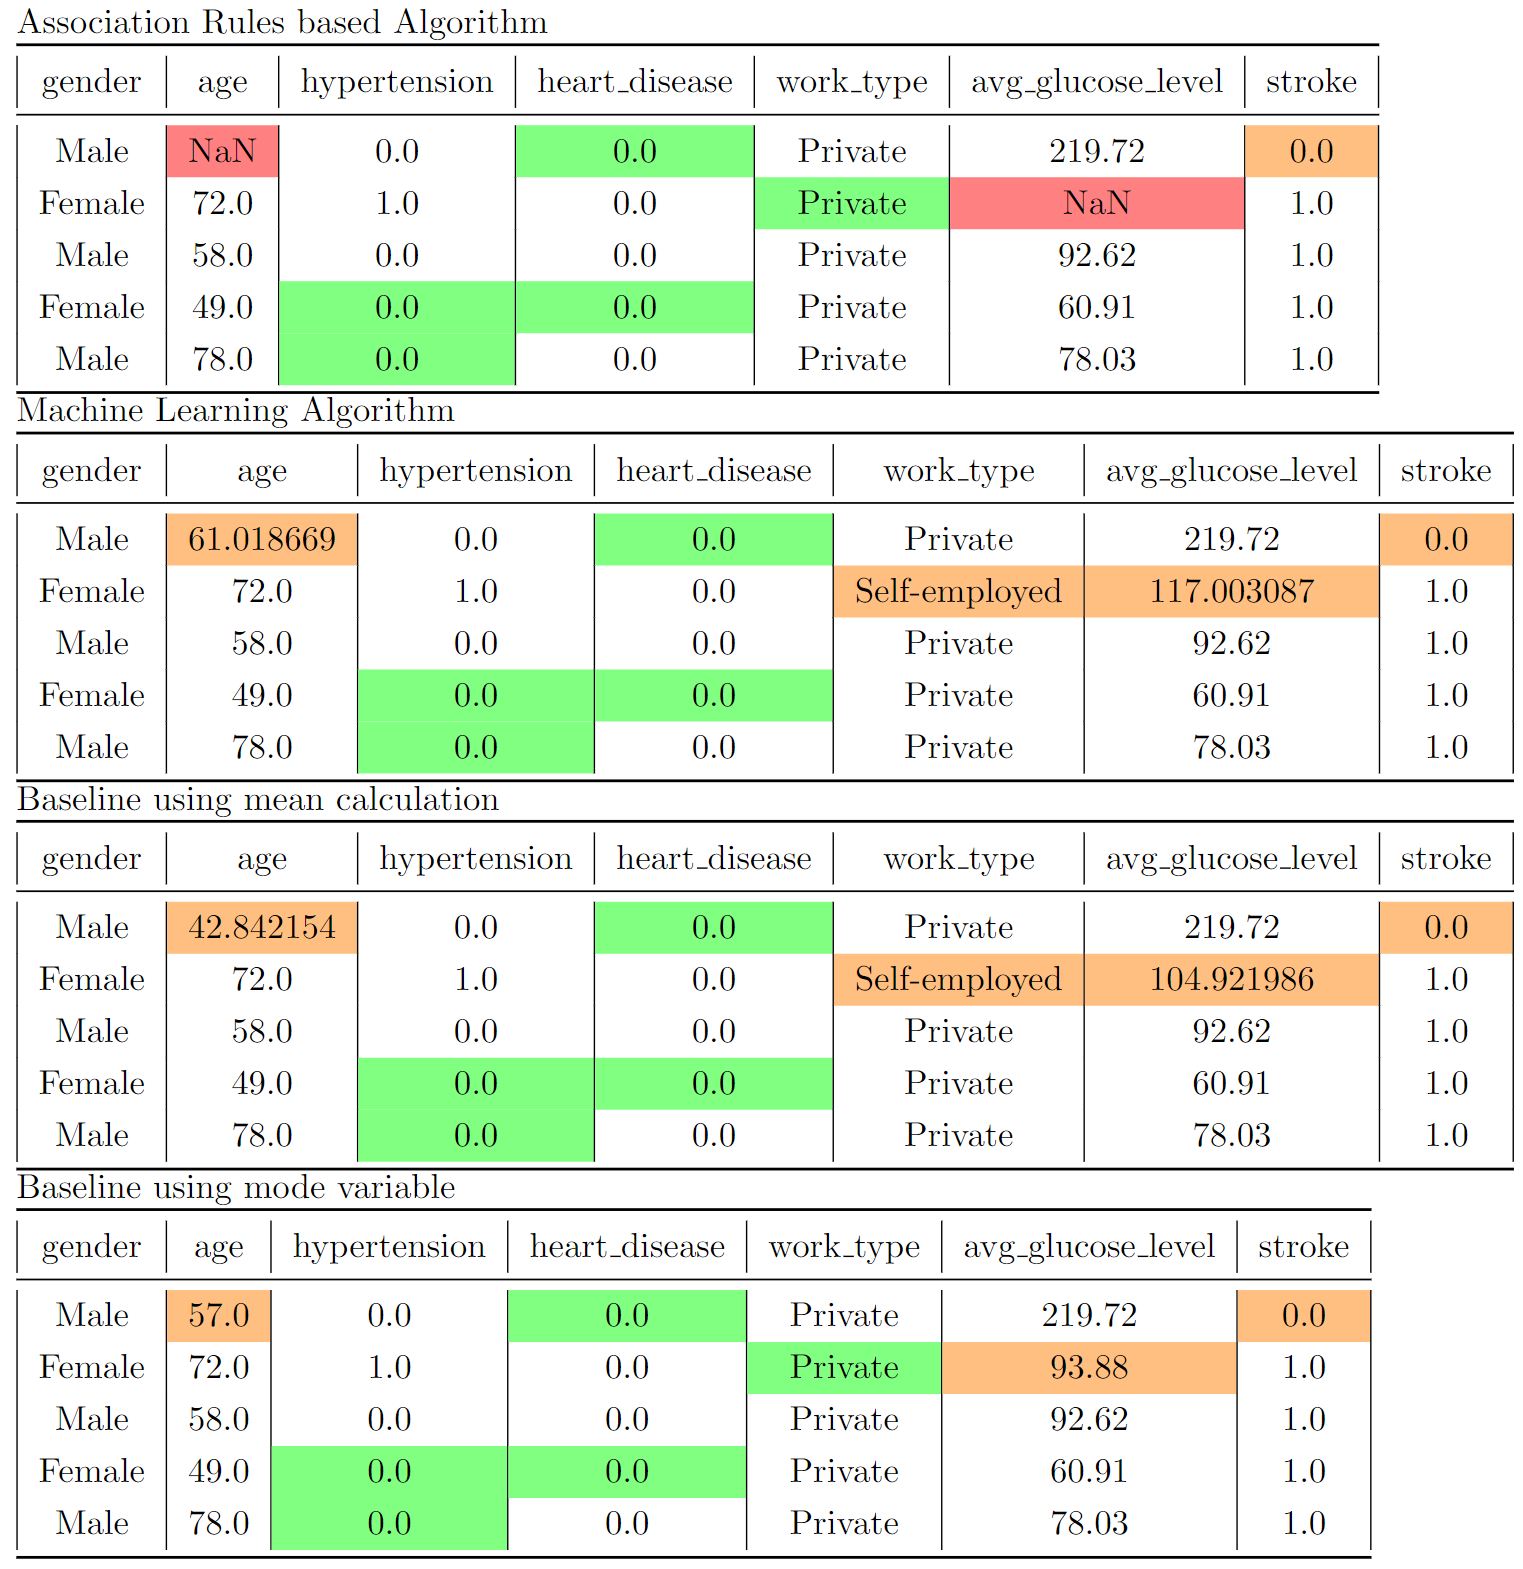 Association Rules based Algorithm
gender age hypertension heart_disease work_type avg_glucose_level stroke
Male NaN 0.0 0.0 Private 219.72 0.0
Female 72.0 1.0 0.0 Private NaN 1.0
Male 58.0 0.0 0.0 Private 92.62 1.0
Female 49.0 0.0 0.0 Private 60.91 1.0
Male 78.0 0.0 0.0 Private 78.03 1.0
Machine Learning Algorithm
gender age hypertension heart_disease work_type avg_glucose_level stroke
Male 61.018669 0.0 0.0 Private 219.72 0.0
Female 72.0 1.0 0.0 Self-employed 117.003087 1.0
Male 58.0 0.0 0.0 Private 92.62 1.0
Female 49.0 0.0 0.0 Private 60.91 1.0
Male 78.0 0.0 0.0 Private 78.03 1.0
Baseline using mean calculation
gender age hypertension heart_disease work_type avg_glucose_level stroke
Male 42.842154 0.0 0.0 Private 219.72 0.0
Female 72.0 1.0 0.0 Self-employed 104.921986 1.0
Male 58.0 0.0 0.0 Private 92.62 1.0
Female 49.0 0.0 0.0 Private 60.91 1.0
Male 78.0 0.0 0.0 Private 78.03 1.0
Baseline using mode variable
gender age hypertension heart_disease work_type avg_glucose_level stroke
Male 57.0 0.0 0.0 Private 219.72 0.0
Female 72.0 1.0 0.0 Private 93.88 1.0
Male 58.0 0.0 0.0 Private 92.62 1.0
Female 49.0 0.0 0.0 Private 60.91 1.0
Male 78.0 0.0 0.0 Private 78.03 1.0